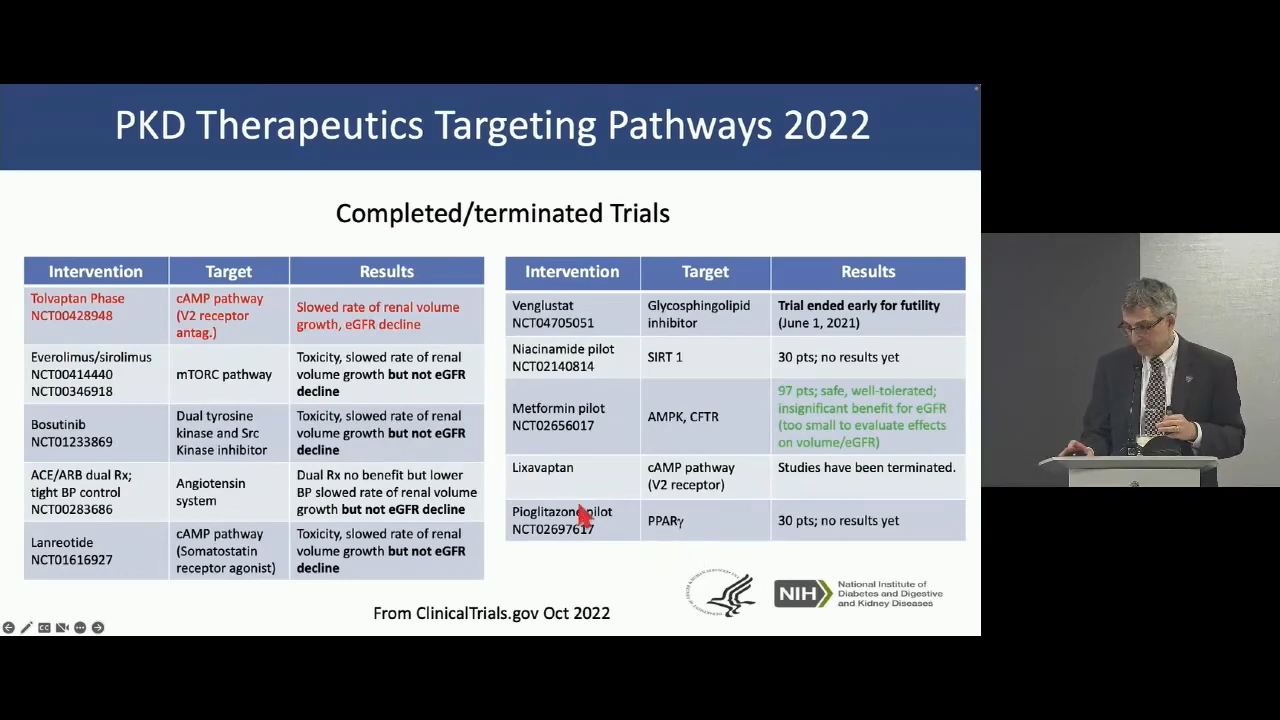 PKD Therapeutics Targeting Pathways 2022
Completed/terminated Trials
Intervention
Target
Results
Tolvaptan Phase
NCT00428948
cAMP pathway
(V2 receptor
antag.)
Slowed rate of renal volume
growth, eGFR decline
Everolimus/sirolimus
NCT00414440
NCT00346918
mTORC pathway
Toxicity, slowed rate of renal
volume growth but not eGFR
decline
Bosutinib
NCT01233869
Dual tyrosine
kinase and Src
Kinase inhibitor
Toxicity, slowed rate of renal
volume growth but not eGFR
decline
ACE/ARB dual Rx;
tight BP control
NCT00283686
Angiotensin
system
Dual Rx no benefit but lower
BP slowed rate of renal volume
growth but not eGFR decline
Lanreotide
NCT01616927
cAMP pathway
(Somatostatin
receptor agonist)
Toxicity, slowed rate of renal
volume growth but not eGFR
decline
Intervention
Target
Results
Venglustat
NCT04705051
Glycosphingolipid
inhibitor
Trial ended early for futility
(June 1, 2021)
Niacinamide pilot
NCT02140814
SIRT 1
30 pts; no results yet
Metformin pilot
NCT02656017
AMPK, CFTR
97 pts; safe, well-tolerated;
insignificant benefit for eGFR
(too small to evaluate effects
on volume/eGFR)
Lixavaptan
cAMP pathway
(V2 receptor)
Studies have been terminated.
Pioglitazone pilot
NCT02697617
PPARγ
30 pts; no results yet
From ClinicalTrials.gov Oct 2022
NIH
National Institute of
Diabetes and Digestive
and Kidney Diseases
CC